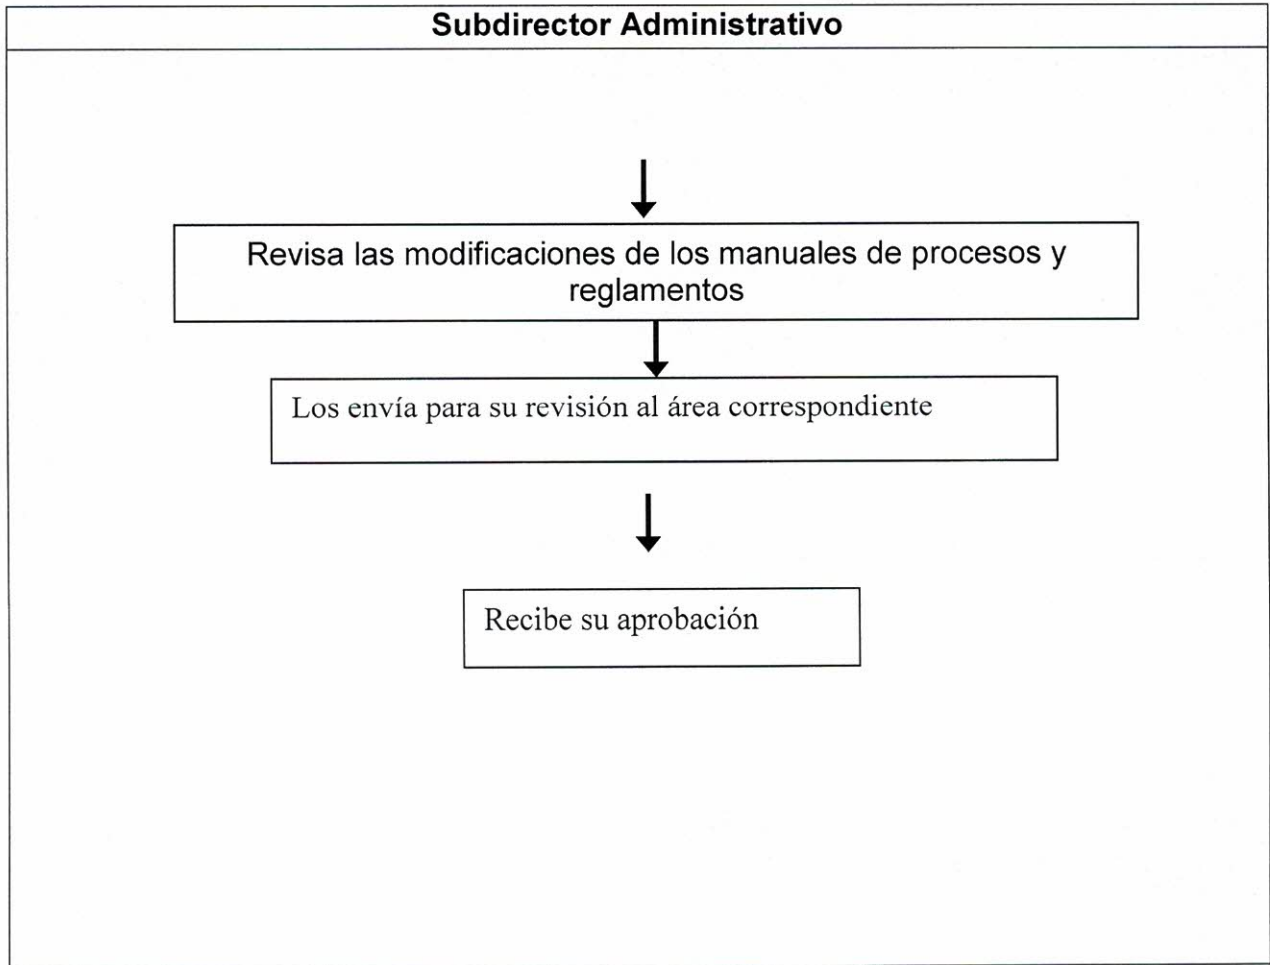 Subdirector Administrativo
Revisa las modificaciones de los manuales de procesos y
reglamentos
Los envía para su revisión al área correspondiente
Recibe su aprobación